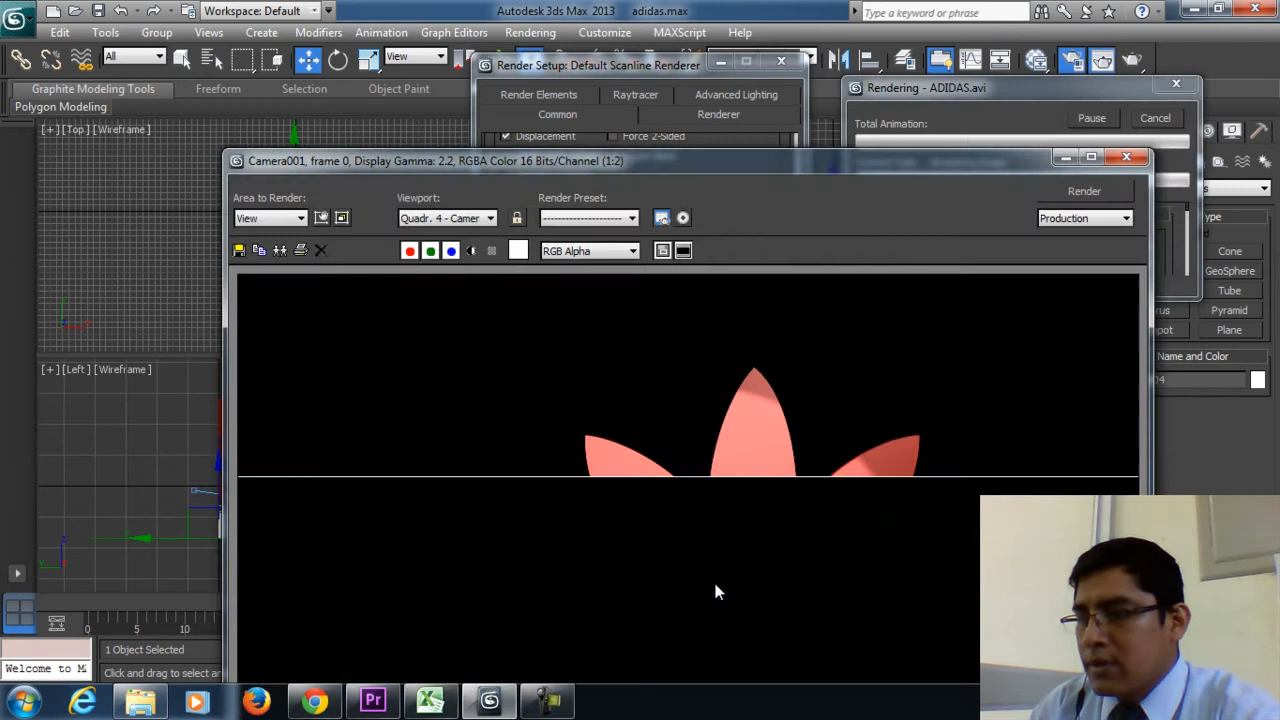 Workspace: Default
Autodesk 3ds Max 2013 adidas.max
Type a keyword or phrase
Edit Tools Group Views Create Modifiers Animation Graph Editors Rendering Customize MAXScript Help
All
View
Graphite Modeling Tools Freeform Selection Object Paint
Polygon Modeling
Render Setup: Default Scanline Renderer
Render Elements Raytracer Advanced Lighting
Common Renderer
Displacement Force 2-Sided
Rendering - ADIDAS.avi
Total Animation:
Pause Cancel
[+] [Top] [Wireframe]
Camera001, frame 0, Display Gamma: 2.2, RGBA Color 16 Bits/Channel (1:2)
Area to Render:
View
Viewport:
Quadr. 4 - Camer
Render Preset:
Render
Production
RGB Alpha
Cone
GeoSphere
Tube
Pyramid
Plane
Name and Color
[+] [Left] [Wireframe]
0 5 10
1 Object Selected
Click and drag to select an
Welcome to M
Pr